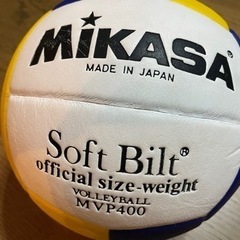 MIKASA
MADE IN JAPAN
Soft Bilt®
official size-weight
VOLLEYBALL
MVP400